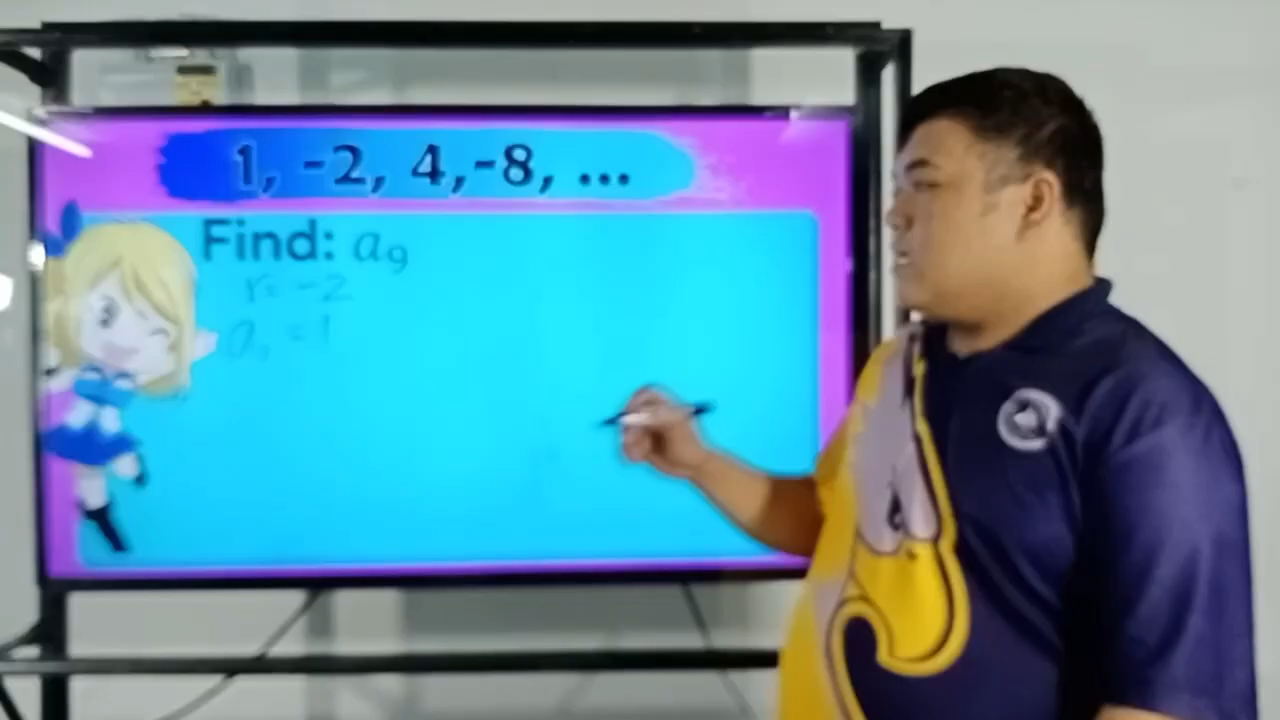 1, -2, 4,-8, ...
Find: a₉
r= -2
a₁ = 1